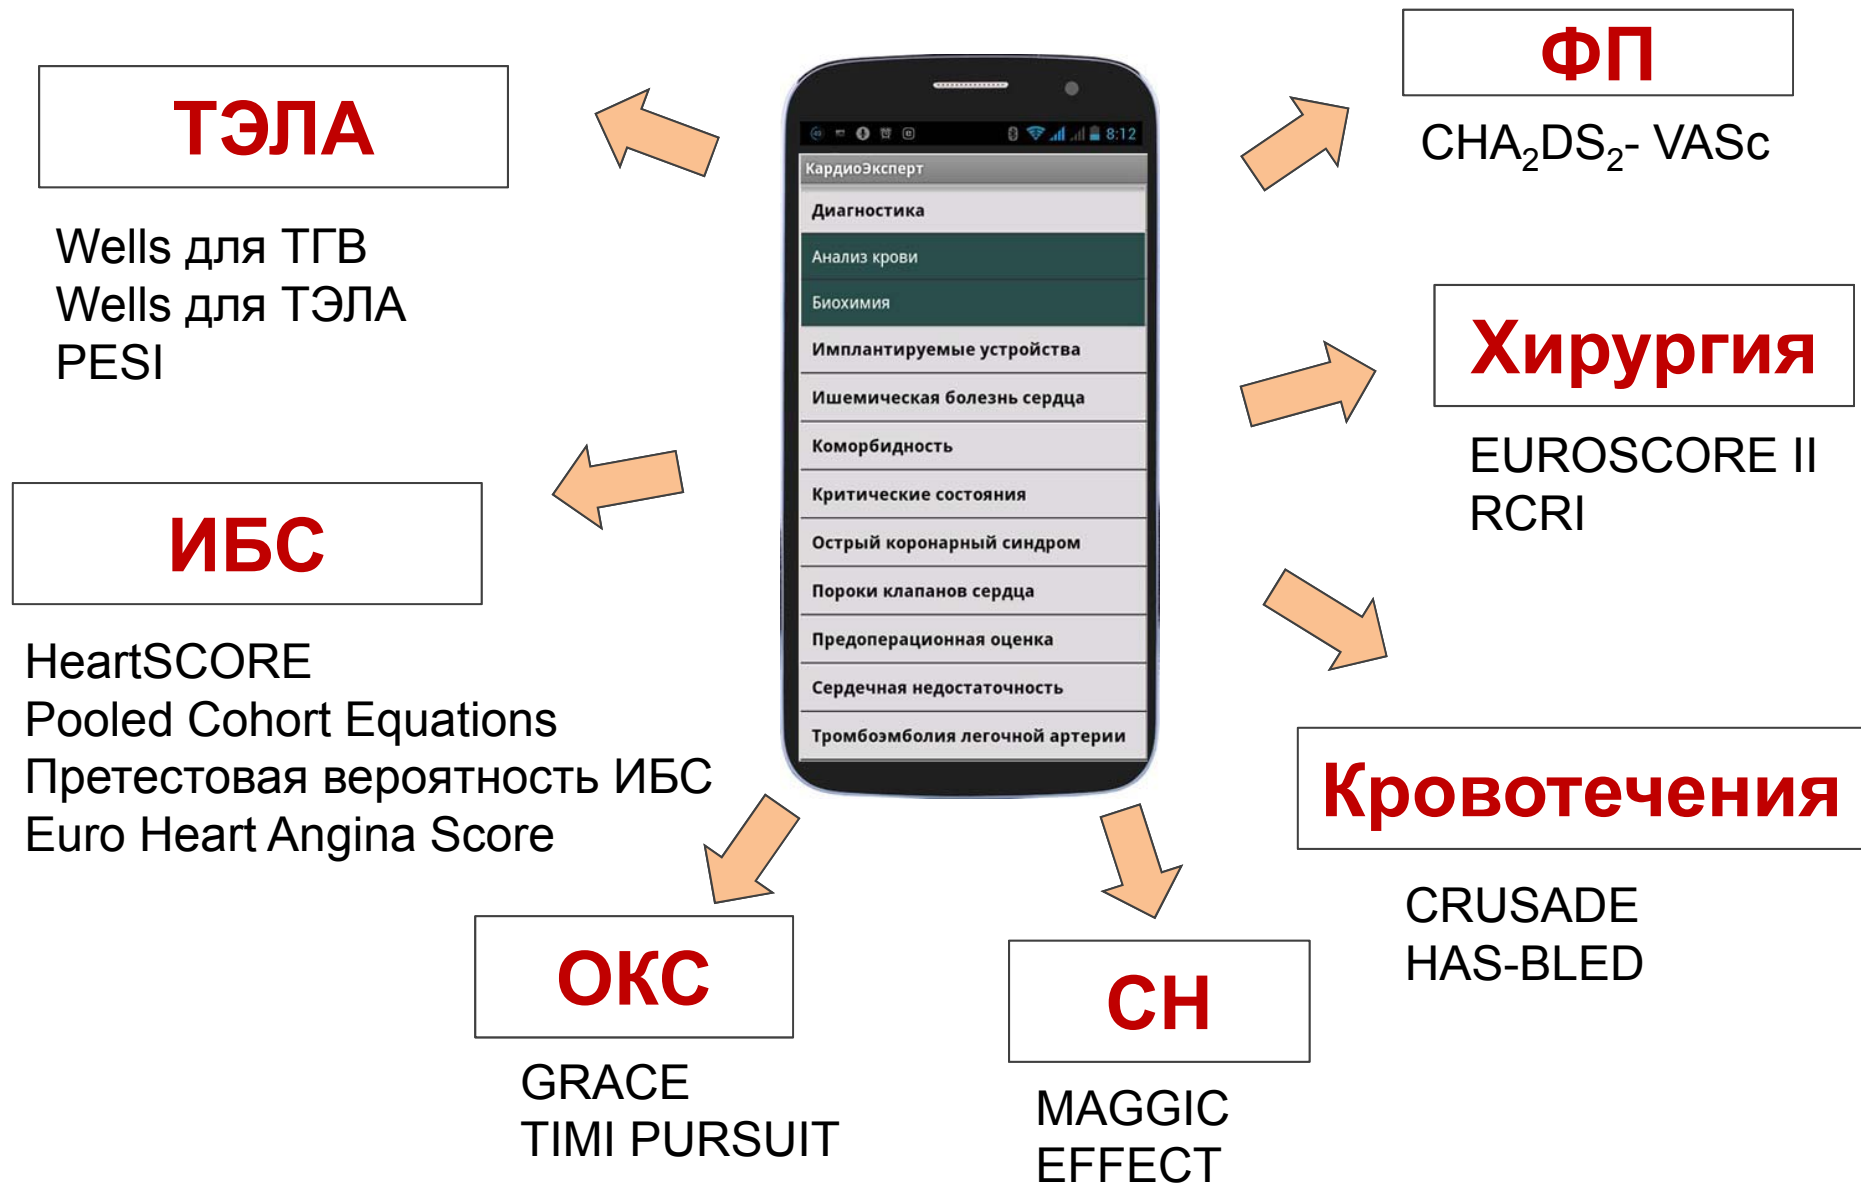 ТЭЛА
Wells для ТГВ
Wells для ТЭЛА
PESI
ИБС
HeartSCORE
Pooled Cohort Equations
Претестовая вероятность ИБС
Euro Heart Angina Score
ОКС
GRACE
TIMI PURSUIT
8:12
КардиоЭксперт
Диагностика
Анализ крови
Биохимия
Имплантируемые устройства
Ишемическая болезнь сердца
Коморбидность
Критические состояния
Острый коронарный синдром
Пороки клапанов сердца
Предоперационная оценка
Сердечная недостаточность
Тромбоэмболия легочной артерии
СН
MAGGIC
EFFECT
ФП
CHA₂DS₂- VASc
Хирургия
EUROSCORE II
RCRI
Кровотечения
CRUSADE
HAS-BLED